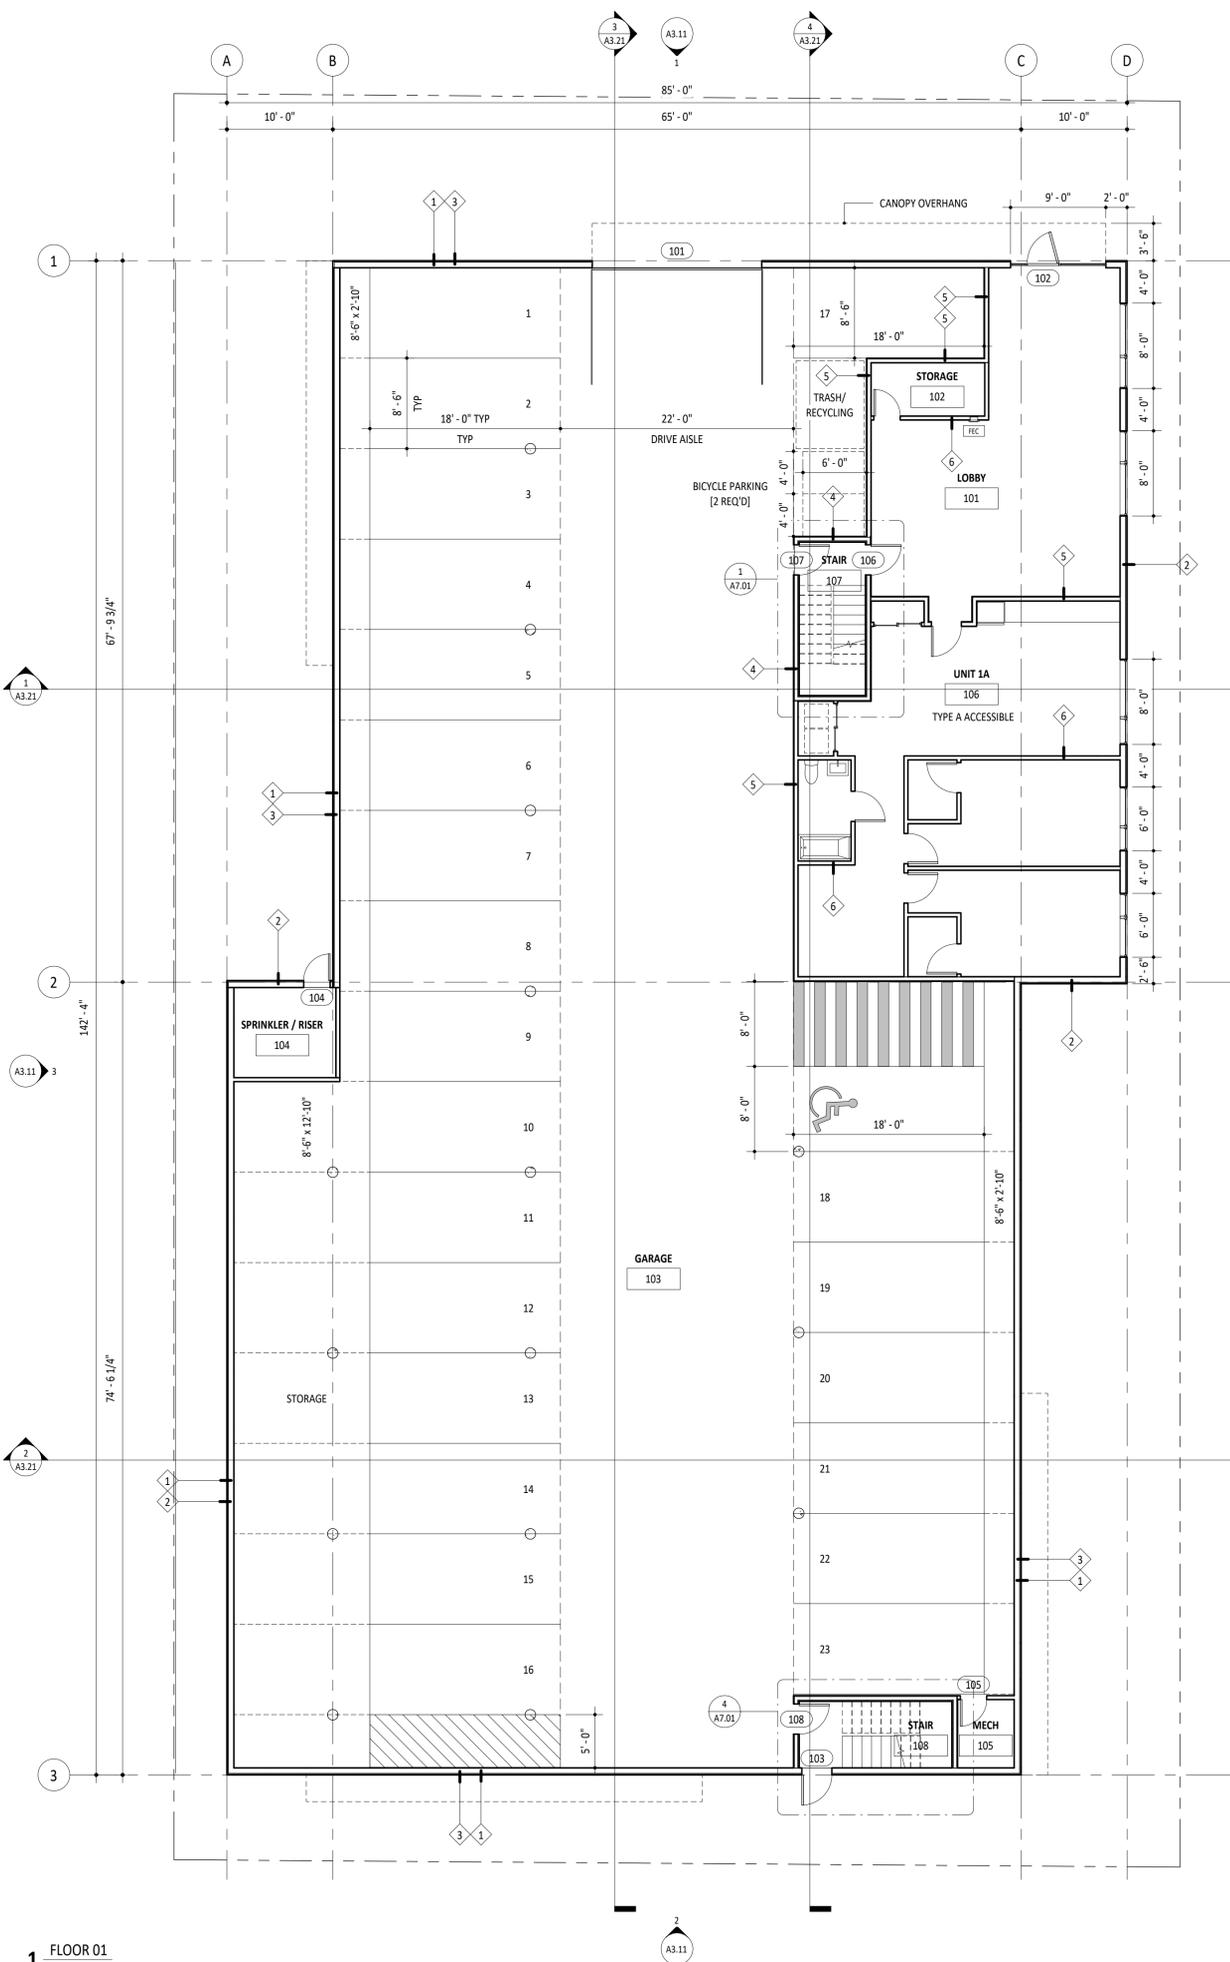 3
A3.21
A3.11
1
4
A3.21
A
B
C
D
85' - 0"
10' - 0"
65' - 0"
10' - 0"
1
3
CANOPY OVERHANG
9' - 0"
2' - 0"
3' - 6"
1
101
102
4' - 0"
8'-6" x 2'-10"
1
17
8' - 6"
5
5
8' - 0"
18' - 0"
5
STORAGE
102
TRASH/
RECYCLING
2
8' - 6"
TYP
18' - 0" TYP
TYP
22' - 0"
DRIVE AISLE
FEC
4' - 0"
6
6' - 0"
4' - 0"
LOBBY
101
8' - 0"
BICYCLE PARKING
[2 REQ'D]
3
4
4' - 0"
107
STAIR
106
107
1
A7.01
5
2
4
67' - 9 3/4"
5
4
UNIT 1A
106
TYPE A ACCESSIBLE
8' - 0"
1
A3.21
6
6
4' - 0"
5
1
3
6' - 0"
7
4' - 0"
6
2
8
6' - 0"
2' - 6"
2
104
142' - 4"
SPRINKLER / RISER
104
9
8' - 0"
2
A3.11
3
8'-6" x 12'-10"
10
8' - 0"
18' - 0"
8'-6" x 2'-10"
18
11
GARAGE
103
19
12
74' - 6 1/4"
STORAGE
13
20
2
A3.21
1
2
14
21
15
22
3
1
16
23
105
4
A7.01
108
STAIR
108
MECH
105
103
5' - 0"
3
3
1
2
A3.11
1
FLOOR 01